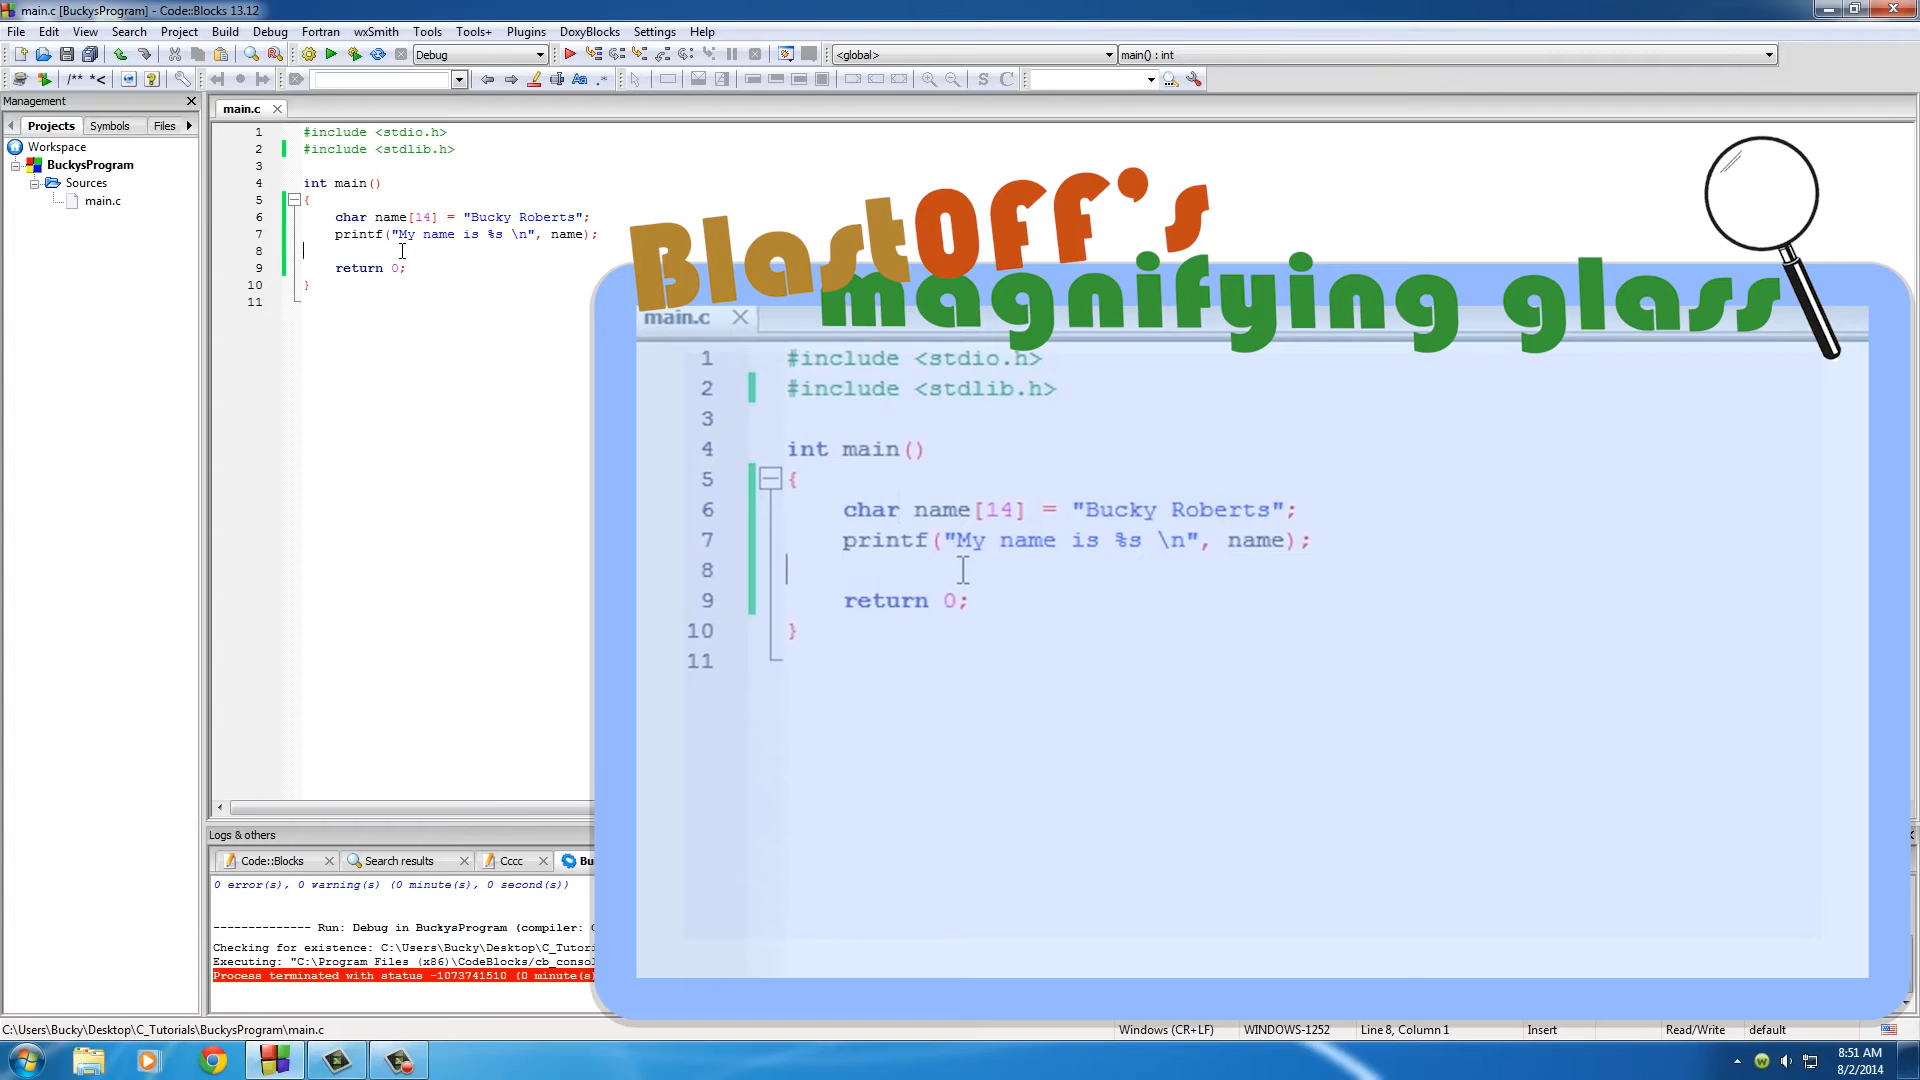 main.c [BuckysProgram] - Code::Blocks 13.12
File Edit View Search Project Build Debug Fortran wxSmith Tools Tools+ Plugins DoxyBlocks Settings Help
Debug <global> main() : int
/** *<
Management
Projects Symbols Files
Workspace
BuckysProgram
Sources
main.c
main.c
1 #include <stdio.h>
2 #include <stdlib.h>
3
4 int main()
5 {
6 char name[14] = "Bucky Roberts";
7 printf("My name is %s \n", name);
8
9 return 0;
10 }
11
BlastOFF's
magnifying glass
main.c
1 #include <stdio.h>
2 #include <stdlib.h>
3
4 int main()
5 {
6 char name[14] = "Bucky Roberts";
7 printf("My name is %s \n", name);
8
9 return 0;
10 }
11
Logs & others
Code::Blocks Search results Cccc Bu
0 error(s), 0 warning(s) (0 minute(s), 0 second(s))
-------------- Run: Debug in BuckysProgram (compiler:
Checking for existence: C:\Users\Bucky\Desktop\C_Tutori
Executing: "C:\Program Files (x86)\CodeBlocks/cb_conso
Process terminated with status -1073741510 (0 minute(s)
C:\Users\Bucky\Desktop\C_Tutorials\BuckysProgram\main.c Windows (CR+LF) WINDOWS-1252 Line 8, Column 1 Insert Read/Write default
8:51 AM
8/2/2014